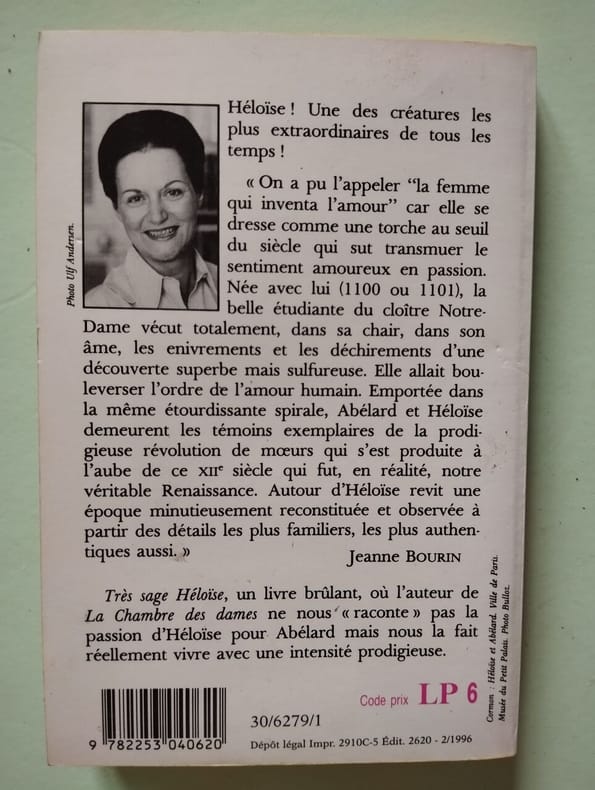 Héloïse ! Une des créatures les
plus extraordinaires de tous les
temps !
« On a pu l'appeler "la femme
qui inventa l'amour" car elle se
dresse comme une torche au seuil
du siècle qui sut transmuer le
sentiment amoureux en passion.
Née avec lui (1100 ou 1101), la
belle étudiante du cloître Notre-
Dame vécut totalement, dans sa chair, dans son
âme, les enivrements et les déchirements d'une
découverte superbe mais sulfureuse. Elle allait bou-
leverser l'ordre de l'amour humain. Emportée dans
la même étourdissante spirale, Abélard et Héloïse
demeurent les témoins exemplaires de la prodi-
gieuse révolution de mœurs qui s'est produite à
l'aube de ce XIIe siècle qui fut, en réalité, notre
véritable Renaissance. Autour d'Héloïse revit une
époque minutieusement reconstituée et observée à
partir des détails les plus familiers, les plus authen-
tiques aussi. »
Jeanne BOURIN
Photo Ulf Andersen.
Très sage Héloïse, un livre brûlant, où l'auteur de
La Chambre des dames ne nous « raconte » pas la
passion d'Héloïse pour Abélard mais nous la fait
réellement vivre avec une intensité prodigieuse.
Cormon : Héloïse et Abélard. Ville de Paris.
Musée du Petit Palais. Photo Bulloz.
Code prix LP 6
30/6279/1
9 782253 040620
Dépôt légal Impr. 2910C-5 Édit. 2620 - 2/1996